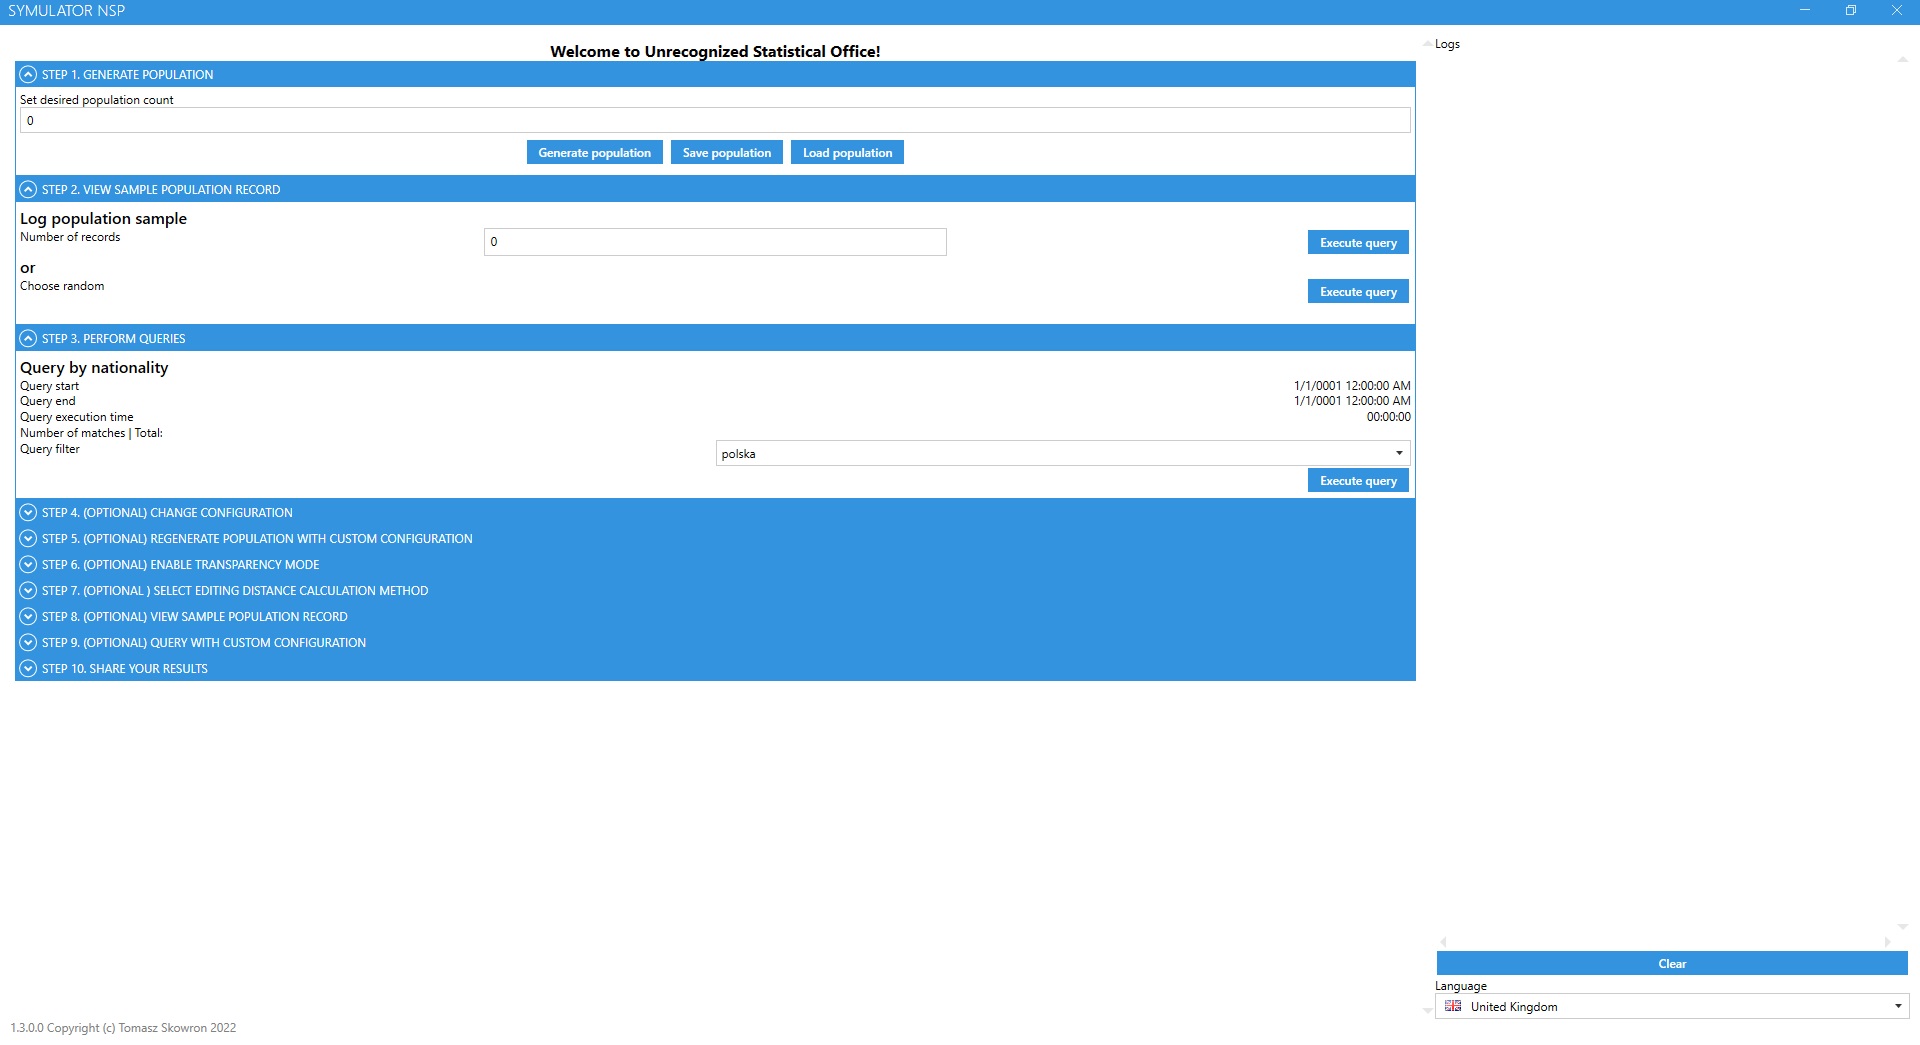 SYMULATOR NSP
Welcome to Unrecognized Statistical Office!
STEP 1. GENERATE POPULATION
Set desired population count
0
Generate population Save population Load population
STEP 2. VIEW SAMPLE POPULATION RECORD
Log population sample
Number of records 0 Execute query
or
Choose random Execute query
STEP 3. PERFORM QUERIES
Query by nationality
Query start 1/1/0001 12:00:00 AM
Query end 1/1/0001 12:00:00 AM
Query execution time 00:00:00
Number of matches | Total:
Query filter polska
Execute query
STEP 4. (OPTIONAL) CHANGE CONFIGURATION
STEP 5. (OPTIONAL) REGENERATE POPULATION WITH CUSTOM CONFIGURATION
STEP 6. (OPTIONAL) ENABLE TRANSPARENCY MODE
STEP 7. (OPTIONAL ) SELECT EDITING DISTANCE CALCULATION METHOD
STEP 8. (OPTIONAL) VIEW SAMPLE POPULATION RECORD
STEP 9. (OPTIONAL) QUERY WITH CUSTOM CONFIGURATION
STEP 10. SHARE YOUR RESULTS
Logs
Clear
Language
United Kingdom
1.3.0.0 Copyright (c) Tomasz Skowron 2022